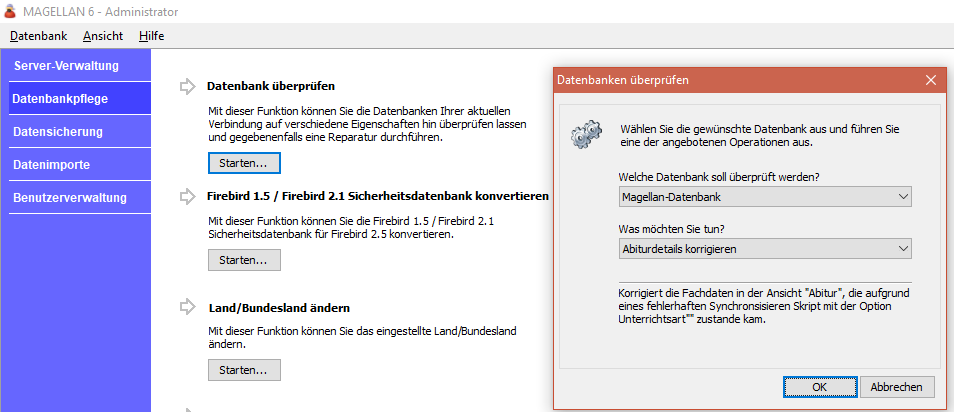 MAGELLAN 6 - Administrator
Datenbank Ansicht Hilfe
Server-Verwaltung
Datenbankpflege
Datensicherung
Datenimporte
Benutzerverwaltung
Datenbank überprüfen
Mit dieser Funktion können Sie die Datenbanken Ihrer aktuellen
Verbindung auf verschiedene Eigenschaften hin überprüfen lassen
und gegebenenfalls eine Reparatur durchführen.
Starten...
Firebird 1.5 / Firebird 2.1 Sicherheitsdatenbank konvertieren
Mit dieser Funktion können Sie die Firebird 1.5 / Firebird 2.1
Sicherheitsdatenbank für Firebird 2.5 konvertieren.
Starten...
Land/Bundesland ändern
Mit dieser Funktion können Sie das eingestellte Land/Bundesland
ändern.
Starten...
Datenbanken überprüfen
Wählen Sie die gewünschte Datenbank aus und führen Sie
eine der angebotenen Operationen aus.
Welche Datenbank soll überprüft werden?
Magellan-Datenbank
Was möchten Sie tun?
Abiturdetails korrigieren
Korrigiert die Fachdaten in der Ansicht "Abitur", die aufgrund
eines fehlerhaften Synchronsisieren Skript mit der Option
Unterrichtsart"" zustande kam.
OK Abbrechen